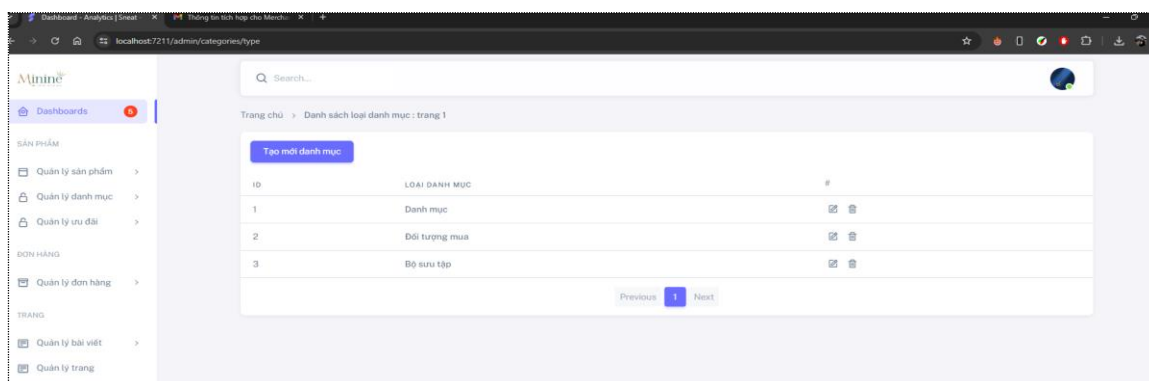 Dashboard - Analytics | Sneat -
Thông tin tích hợp cho Mercha
localhost:7211/admin/categories/type
Minine
Search...
Dashboards 5
Trang chủ > Danh sách loại danh mục : trang 1
SẢN PHẨM
Tạo mới danh mục
Quản lý sản phẩm
Quản lý danh mục
Quản lý ưu đãi
ID LOẠI DANH MỤC #
1 Danh mục
2 Đối tượng mua
3 Bộ sưu tập
Previous 1 Next
ĐƠN HÀNG
Quản lý đơn hàng
TRANG
Quản lý bài viết
Quản lý trang